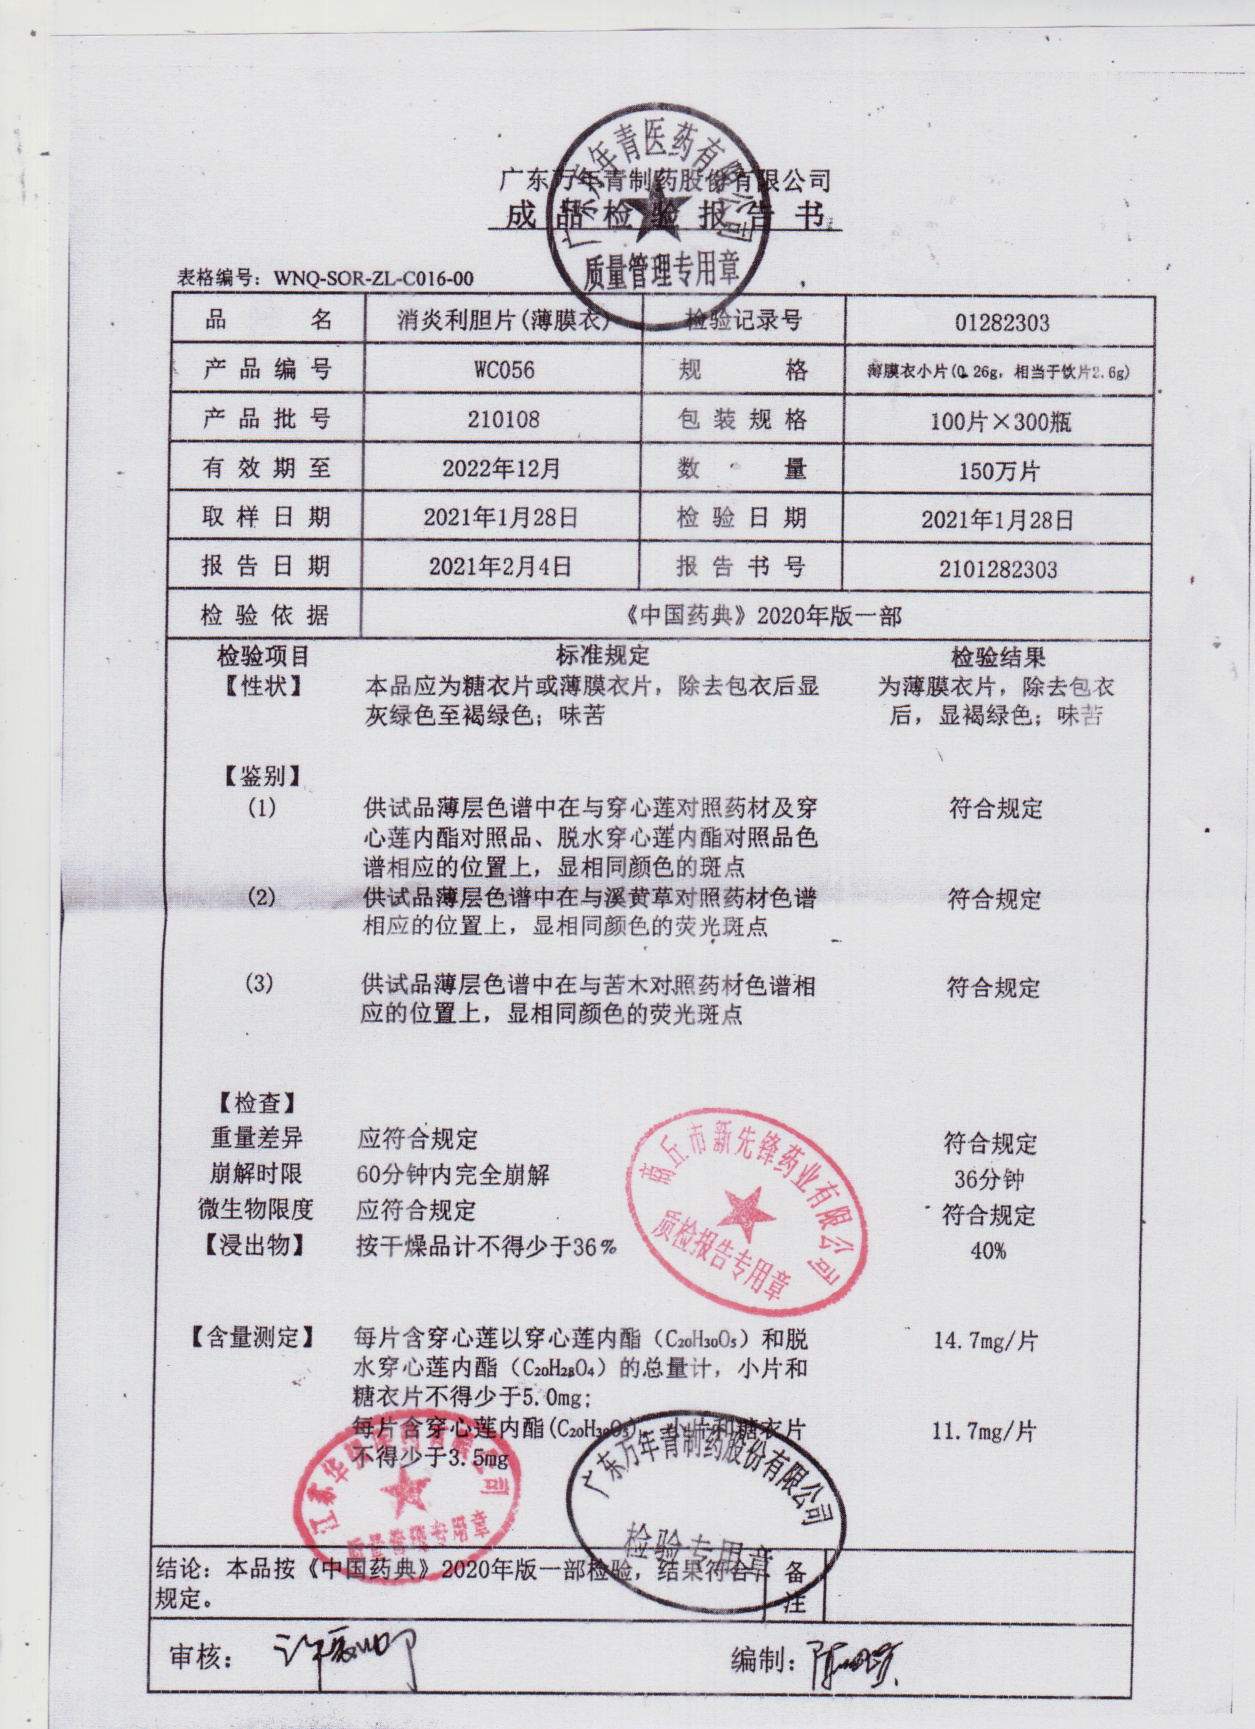 广东万年青医药有限公司
质量管理专用章
广东万年青制药股份有限公司
成品检验报告书
表格编号：WNQ-SOR-ZL-C016-00
品名 消炎利胆片(薄膜衣) 检验记录号 01282303
产品编号 WC056 规格 薄膜衣小片(0.26g，相当于饮片2.6g)
产品批号 210108 包装规格 100片×300瓶
有效期至 2022年12月 数量 150万片
取样日期 2021年1月28日 检验日期 2021年1月28日
报告日期 2021年2月4日 报告书号 2101282303
检验依据 《中国药典》2020年版一部
检验项目 标准规定 检验结果
【性状】 本品应为糖衣片或薄膜衣片，除去包衣后显 为薄膜衣片，除去包衣
灰绿色至褐绿色；味苦 后，显褐绿色；味苦
【鉴别】
(1) 供试品薄层色谱中在与穿心莲对照药材及穿 符合规定
心莲内酯对照品、脱水穿心莲内酯对照品色
谱相应的位置上，显相同颜色的斑点
(2) 供试品薄层色谱中在与溪黄草对照药材色谱 符合规定
相应的位置上，显相同颜色的荧光斑点
(3) 供试品薄层色谱中在与苦木对照药材色谱相 符合规定
应的位置上，显相同颜色的荧光斑点
【检查】
重量差异 应符合规定 符合规定
崩解时限 60分钟内完全崩解 36分钟
微生物限度 应符合规定 符合规定
【浸出物】 按干燥品计不得少于36% 40%
商丘市新先锋药业有限公司
质检报告专用章
【含量测定】 每片含穿心莲以穿心莲内酯（C₂₀H₃₀O₅）和脱 14.7mg/片
水穿心莲内酯（C₂₀H₂₈O₄）的总量计，小片和
糖衣片不得少于5.0mg；
每片含穿心莲内酯(C₂₀H₃₀O₅)，小片和糖衣片 11.7mg/片
不得少于3.5mg
质量管理专用章
广东万年青制药股份有限公司
检验专用章
结论：本品按《中国药典》2020年版一部检验，结果符合 备注
规定。
审核： 编制：